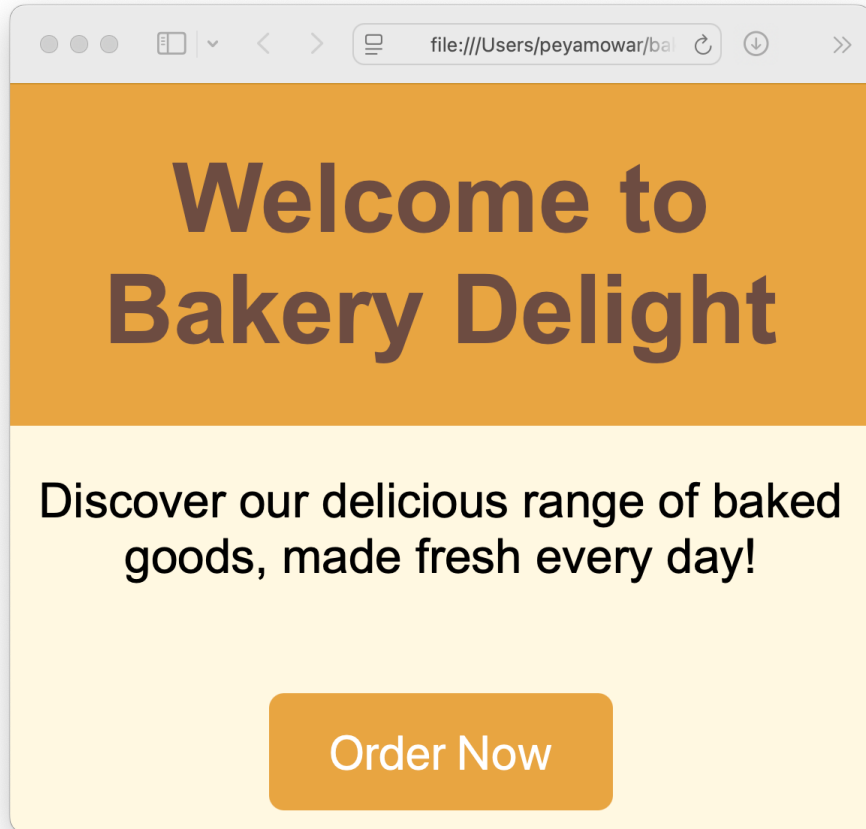 file:///Users/peyamowar/ba
Welcome to
Bakery Delight
Discover our delicious range of baked
goods, made fresh every day!
Order Now